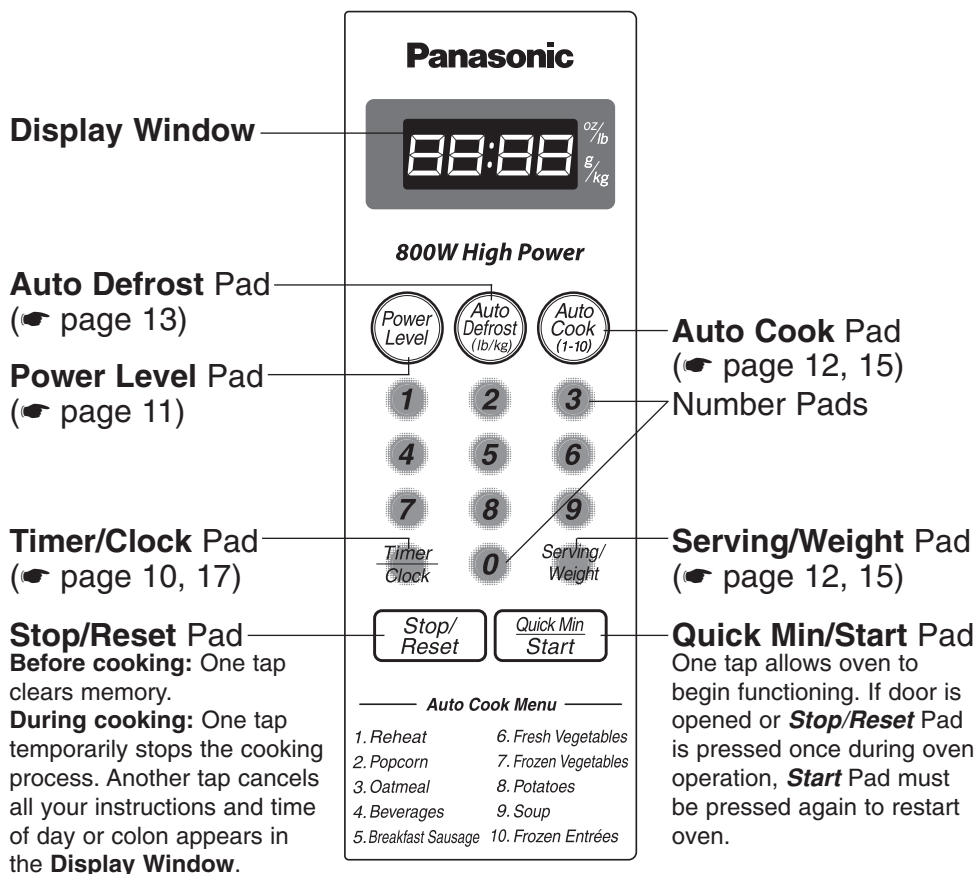 Panasonic
Display Window
88:88
oz/lb
g/kg
800W High Power
Auto Defrost Pad
(☛ page 13)
Power Level Pad
(☛ page 11)
Power
Level
Auto
Defrost
(lb/kg)
Auto
Cook
(1-10)
Auto Cook Pad
(☛ page 12, 15)
Number Pads
1 2 3
4 5 6
7 8 9
Timer
Clock
0
Serving/
Weight
Timer/Clock Pad
(☛ page 10, 17)
Serving/Weight Pad
(☛ page 12, 15)
Stop/
Reset
Quick Min
Start
Stop/Reset Pad
Before cooking: One tap
clears memory.
During cooking: One tap
temporarily stops the cooking
process. Another tap cancels
all your instructions and time
of day or colon appears in
the Display Window.
Quick Min/Start Pad
One tap allows oven to
begin functioning. If door is
opened or Stop/Reset Pad
is pressed once during oven
operation, Start Pad must
be pressed again to restart
oven.
Auto Cook Menu
1. Reheat
2. Popcorn
3. Oatmeal
4. Beverages
5. Breakfast Sausage
6. Fresh Vegetables
7. Frozen Vegetables
8. Potatoes
9. Soup
10. Frozen Entrées